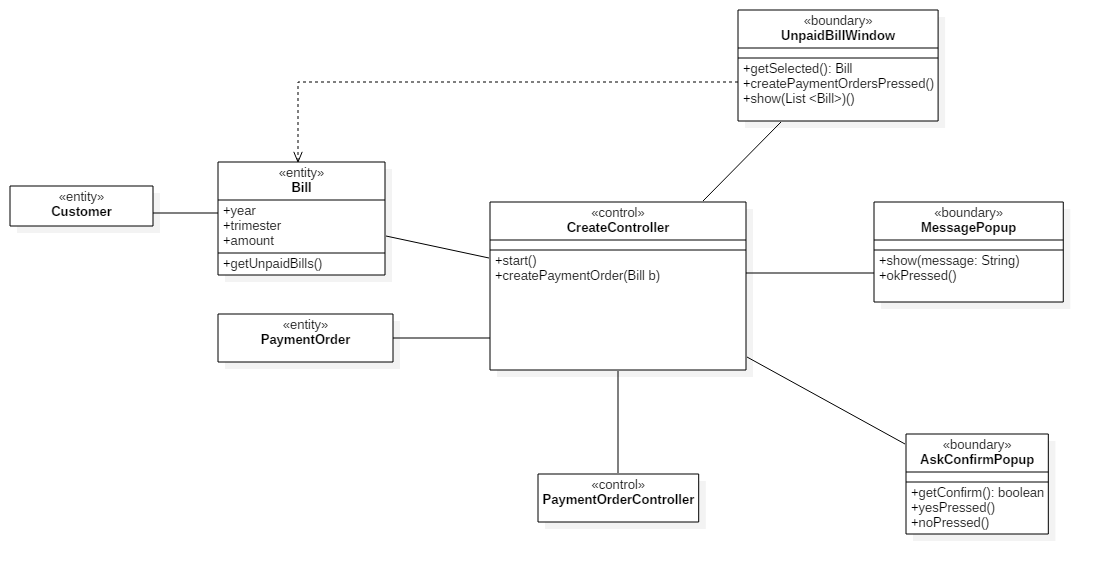 «boundary»
UnpaidBillWindow
+getSelected(): Bill
+createPaymentOrdersPressed()
+show(List <Bill>)()
«entity»
Customer
«entity»
Bill
+year
+trimester
+amount
+getUnpaidBills()
«control»
CreateController
+start()
+createPaymentOrder(Bill b)
«boundary»
MessagePopup
+show(message: String)
+okPressed()
«entity»
PaymentOrder
«control»
PaymentOrderController
«boundary»
AskConfirmPopup
+getConfirm(): boolean
+yesPressed()
+noPressed()